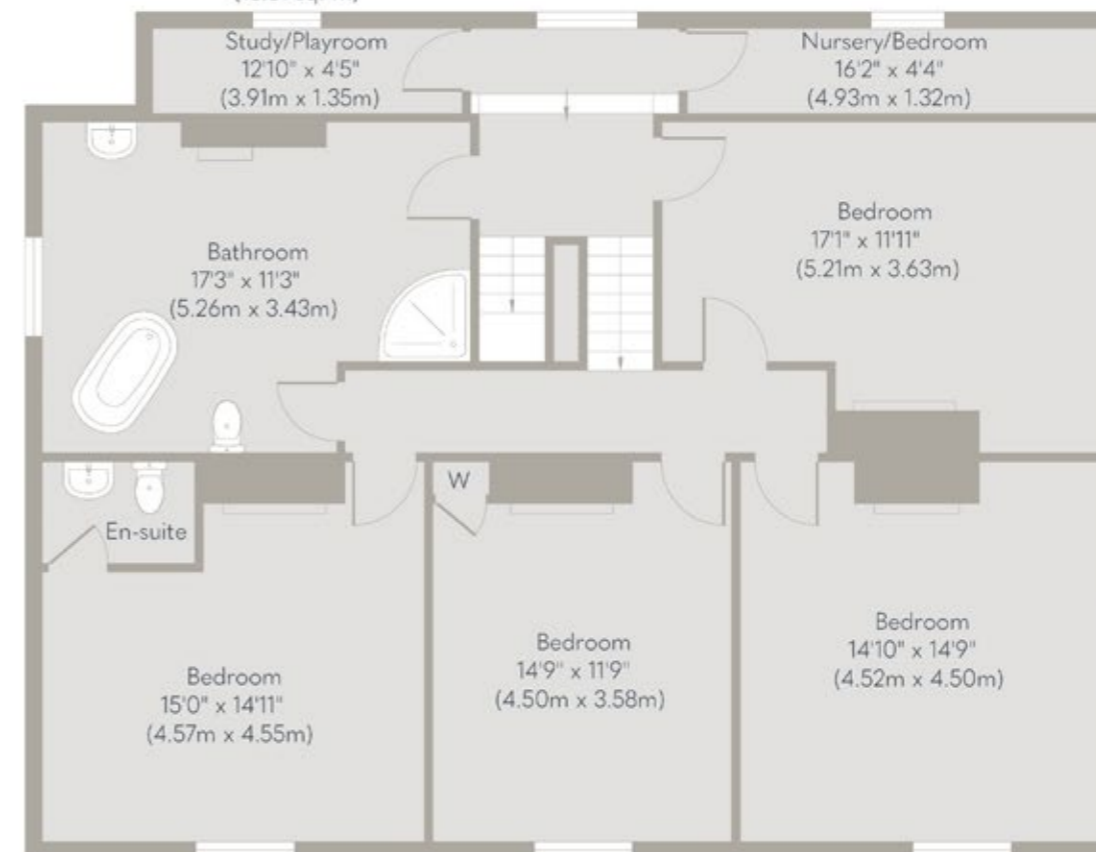 Study/Playroom
12'10" x 4'5"
(3.91m x 1.35m)
Nursery/Bedroom
16'2" x 4'4"
(4.93m x 1.32m)
Bathroom
17'3" x 11'3"
(5.26m x 3.43m)
Bedroom
17'1" x 11'11"
(5.21m x 3.63m)
En-suite
W
Bedroom
15'0" x 14'11"
(4.57m x 4.55m)
Bedroom
14'9" x 11'9"
(4.50m x 3.58m)
Bedroom
14'10" x 14'9"
(4.52m x 4.50m)